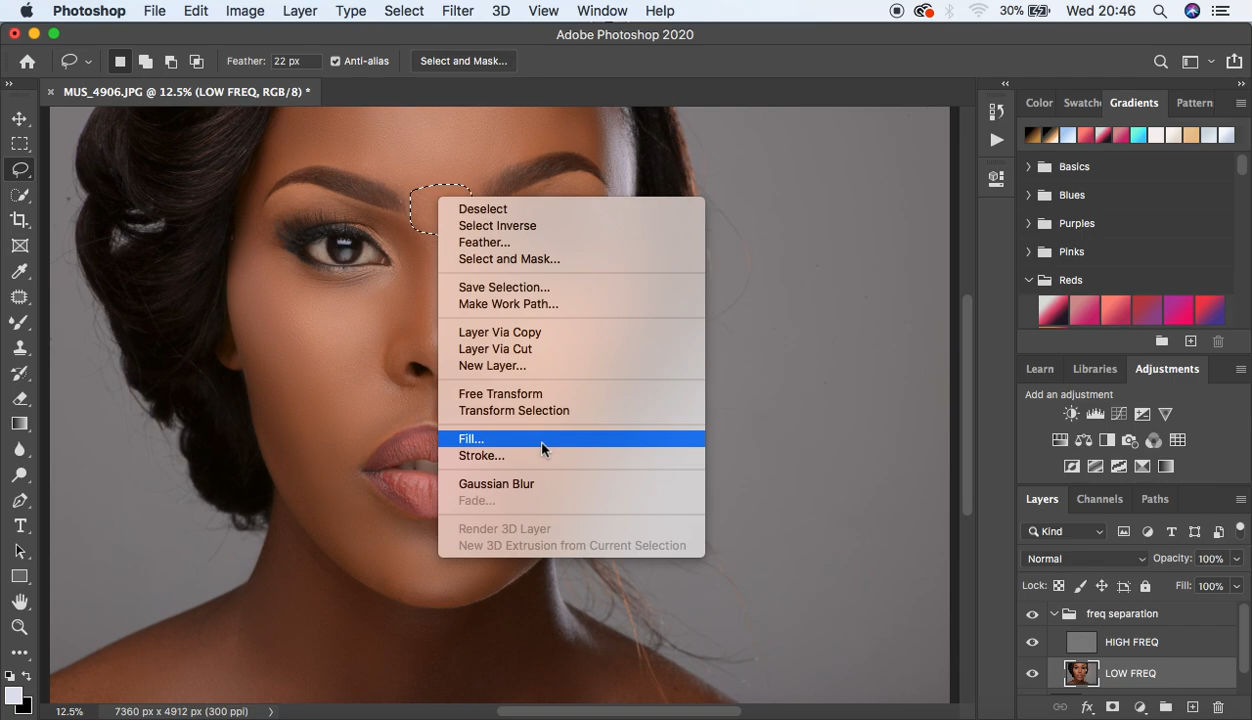 Photoshop File Edit Image Layer Type Select Filter 3D View Window Help 30% Wed 20:46
Adobe Photoshop 2020
Feather: 22 px Anti-alias Select and Mask...
MUS_4906.JPG @ 12.5% (LOW FREQ, RGB/8) *
Color Swatche Gradients Pattern
Basics
Blues
Purples
Pinks
Reds
Deselect
Select Inverse
Feather...
Select and Mask...
Save Selection...
Make Work Path...
Layer Via Copy
Layer Via Cut
New Layer...
Free Transform
Transform Selection
Fill...
Stroke...
Gaussian Blur
Fade...
Render 3D Layer
New 3D Extrusion from Current Selection
Learn Libraries Adjustments
Add an adjustment
Layers Channels Paths
Kind
Normal Opacity: 100%
Lock: Fill: 100%
freq separation
HIGH FREQ
LOW FREQ
12.5% 7360 px x 4912 px (300 ppi)